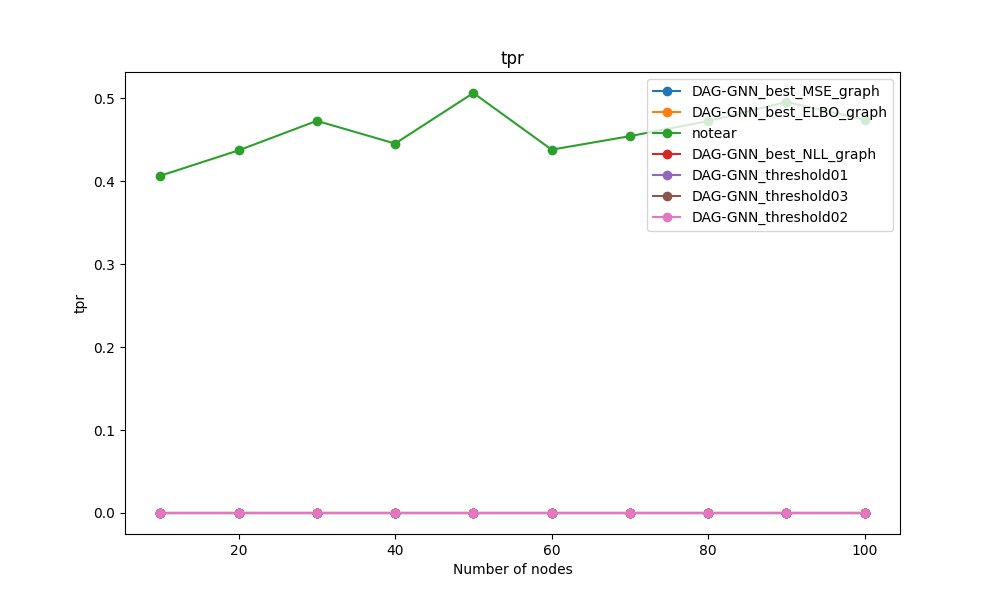 tpr
DAG-GNN_best_MSE_graph
DAG-GNN_best_ELBO_graph
notear
DAG-GNN_best_NLL_graph
DAG-GNN_threshold01
DAG-GNN_threshold03
DAG-GNN_threshold02
0.5
0.4
0.3
0.2
0.1
0.0
tpr
20 40 60 80 100
Number of nodes